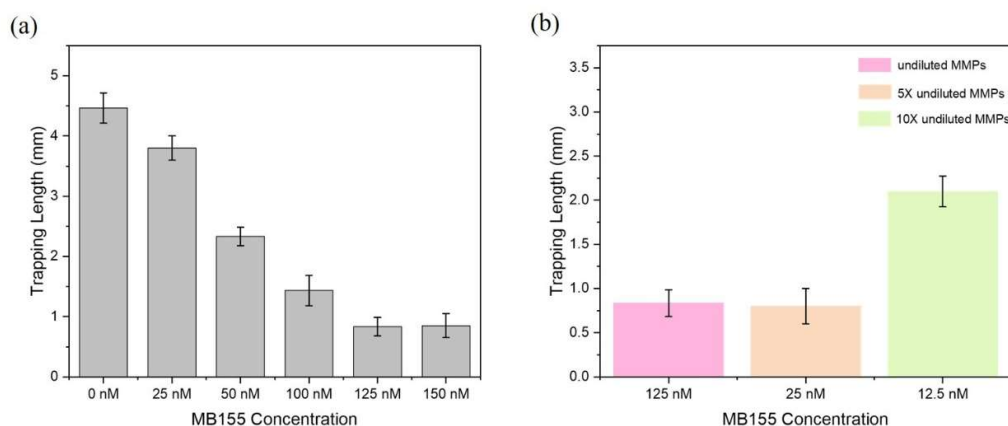 (a)
Trapping Length (mm)
5
4
3
2
1
0
0 nM 25 nM 50 nM 100 nM 125 nM 150 nM
MB155 Concentration
(b)
Trapping Length (mm)
3.5
3.0
2.5
2.0
1.5
1.0
0.5
0.0
undiluted MMPs
5X undiluted MMPs
10X undiluted MMPs
125 nM 25 nM 12.5 nM
MB155 Concentration